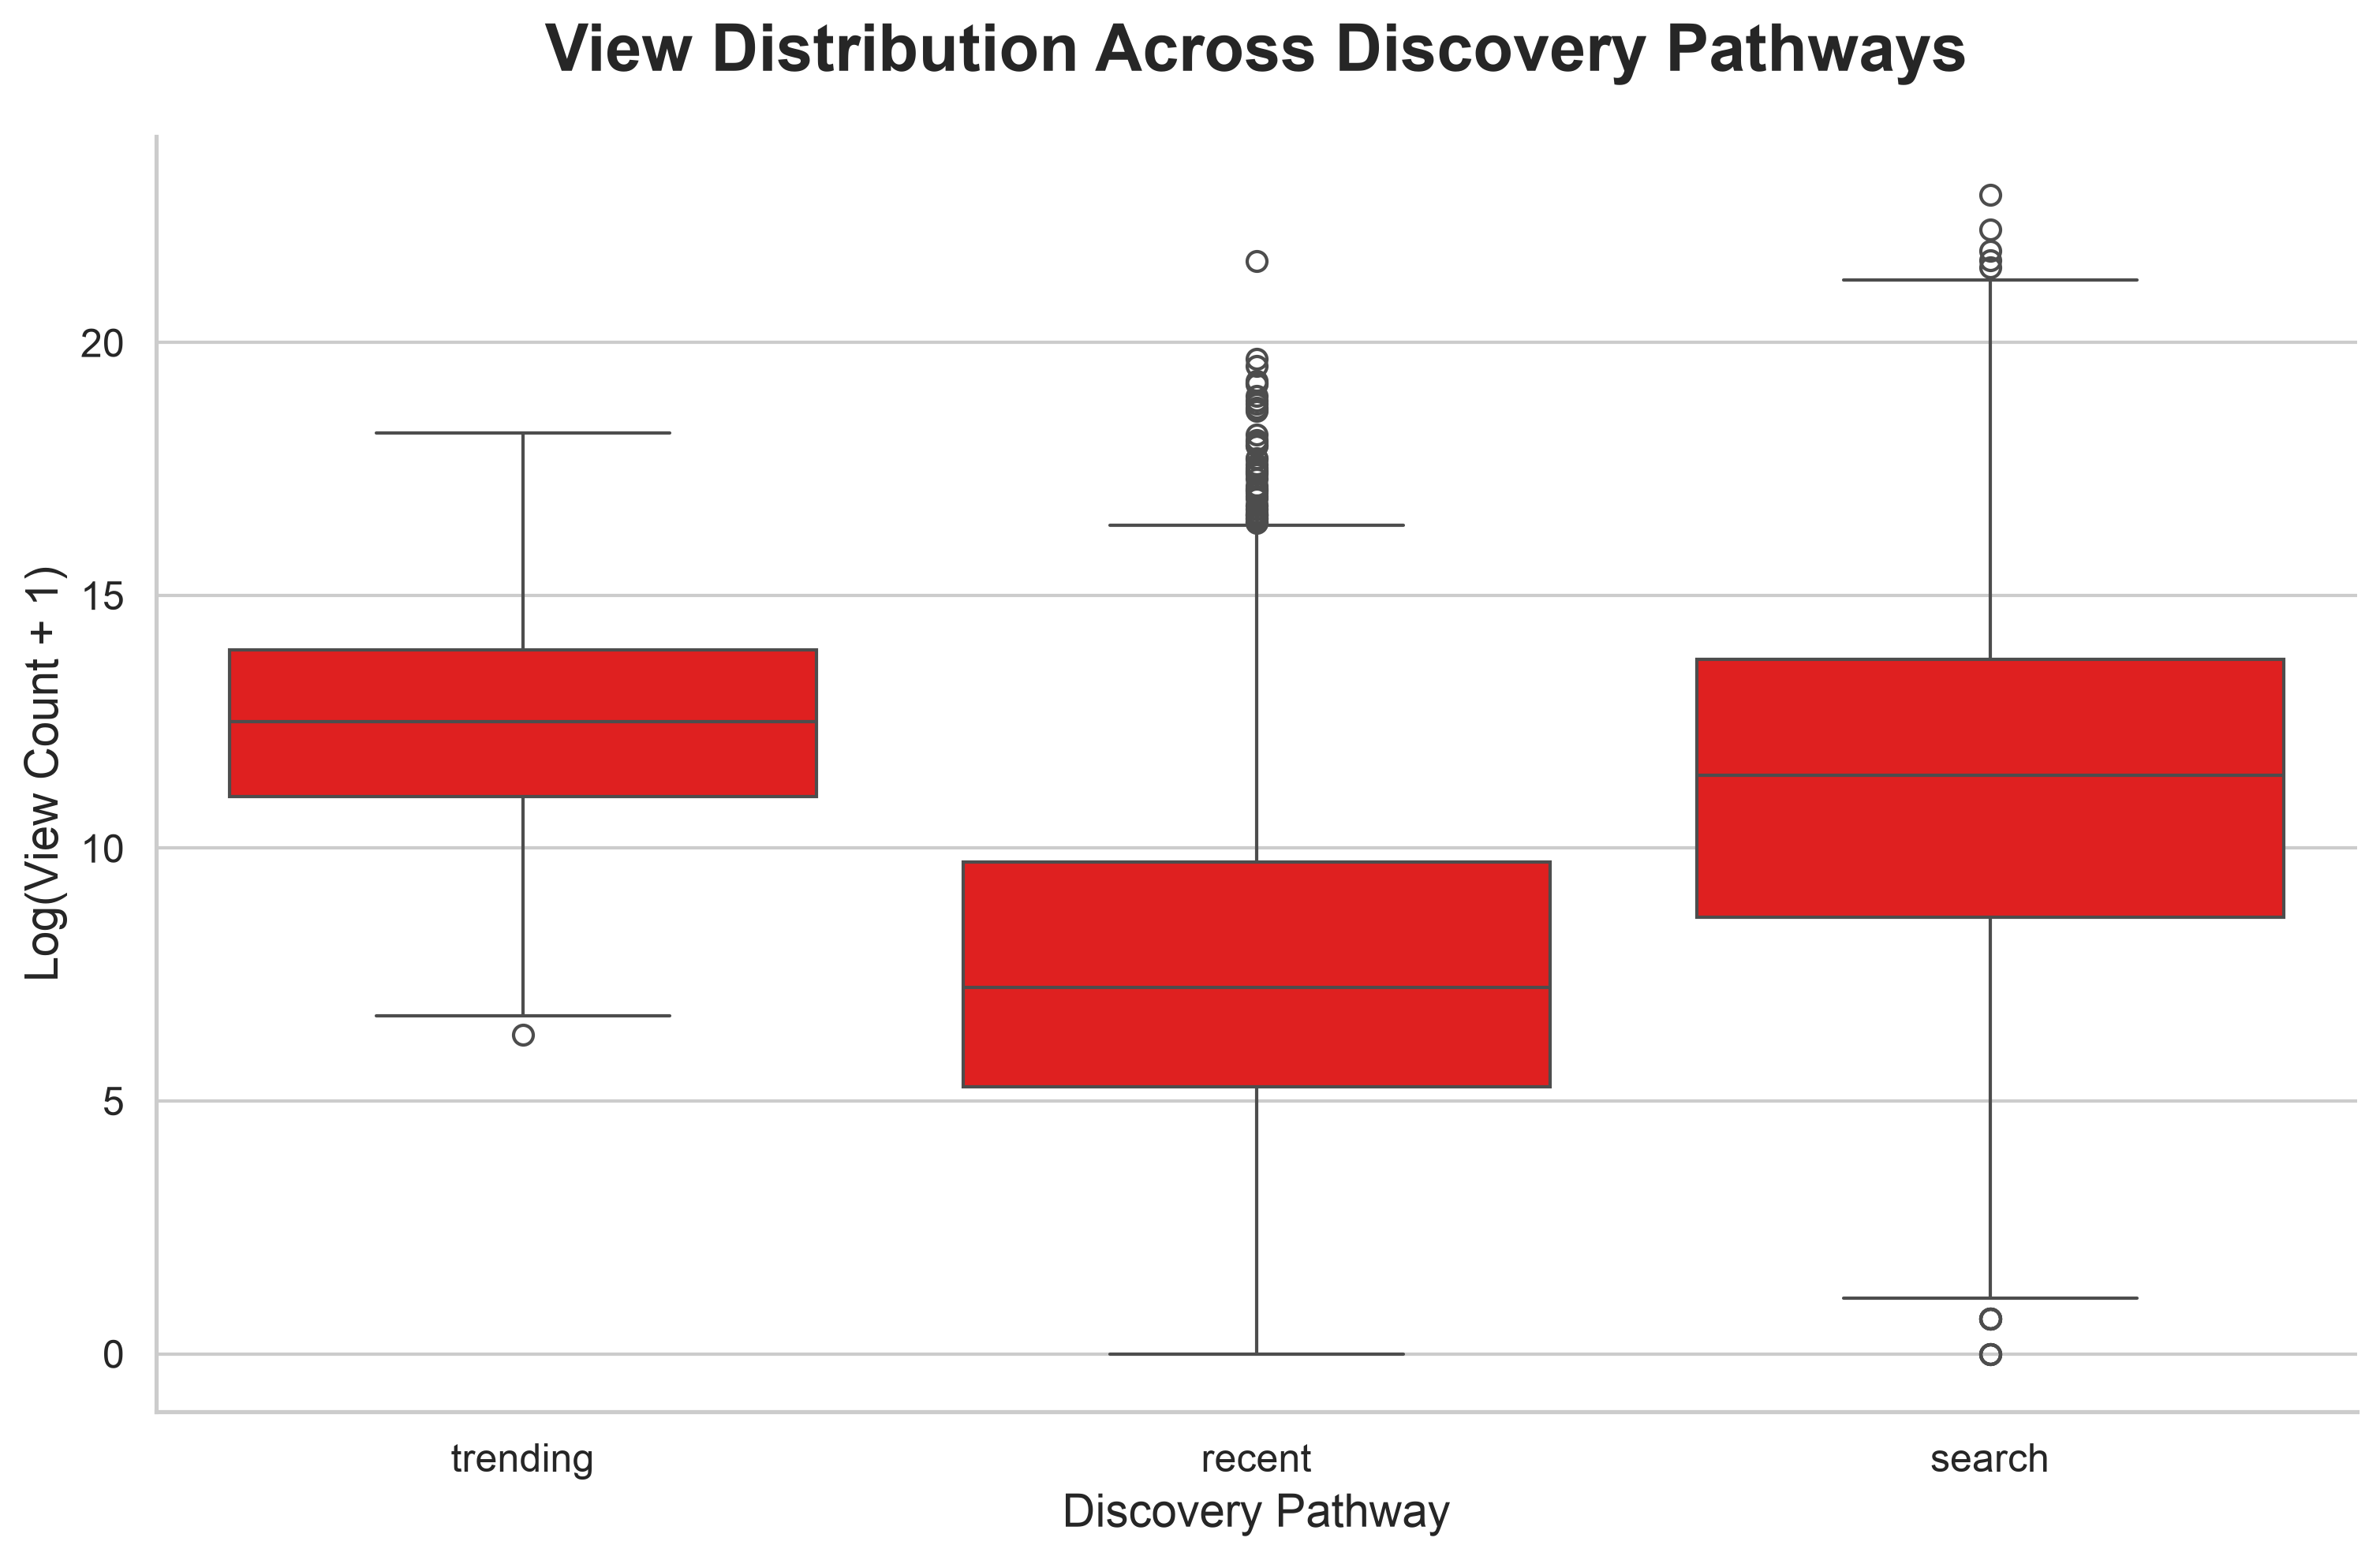 View Distribution Across Discovery Pathways
Log(View Count + 1)
20
15
10
5
0
trending recent search
Discovery Pathway